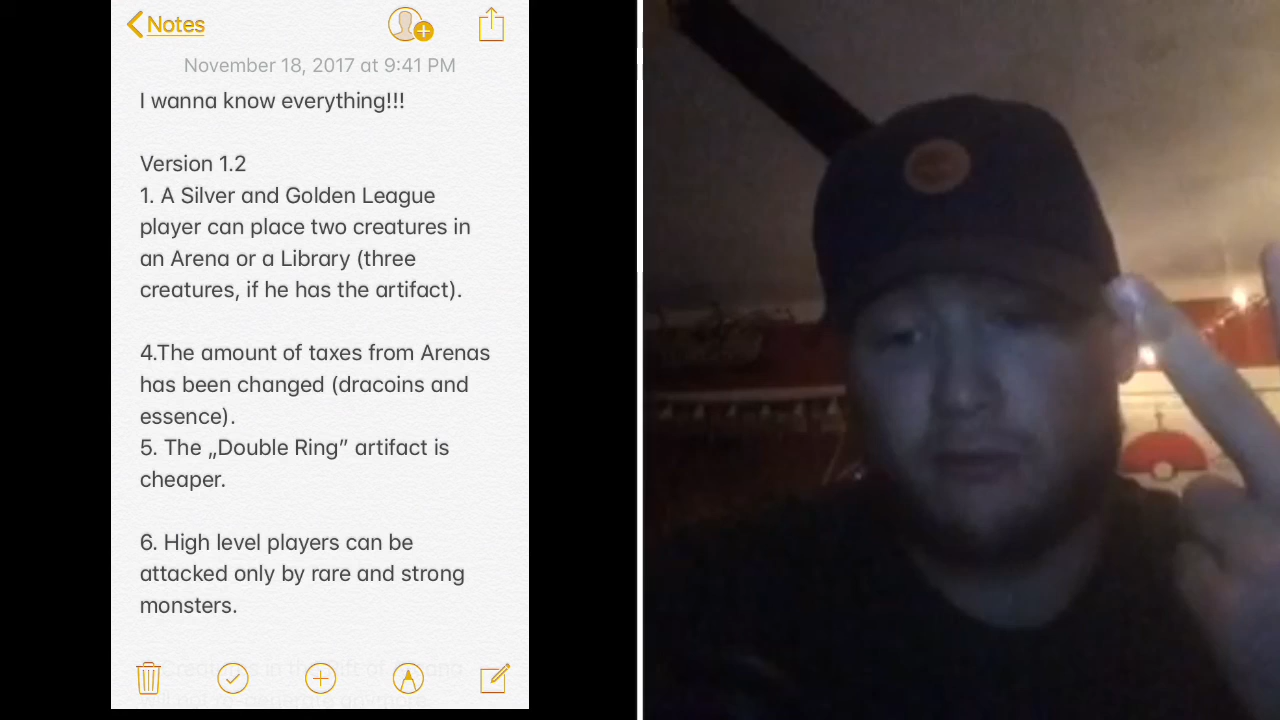 Notes
November 18, 2017 at 9:41 PM
I wanna know everything!!!
Version 1.2
1. A Silver and Golden League
player can place two creatures in
an Arena or a Library (three
creatures, if he has the artifact).
4.The amount of taxes from Arenas
has been changed (dracoins and
essence).
5. The „Double Ring” artifact is
cheaper.
6. High level players can be
attacked only by rare and strong
monsters.